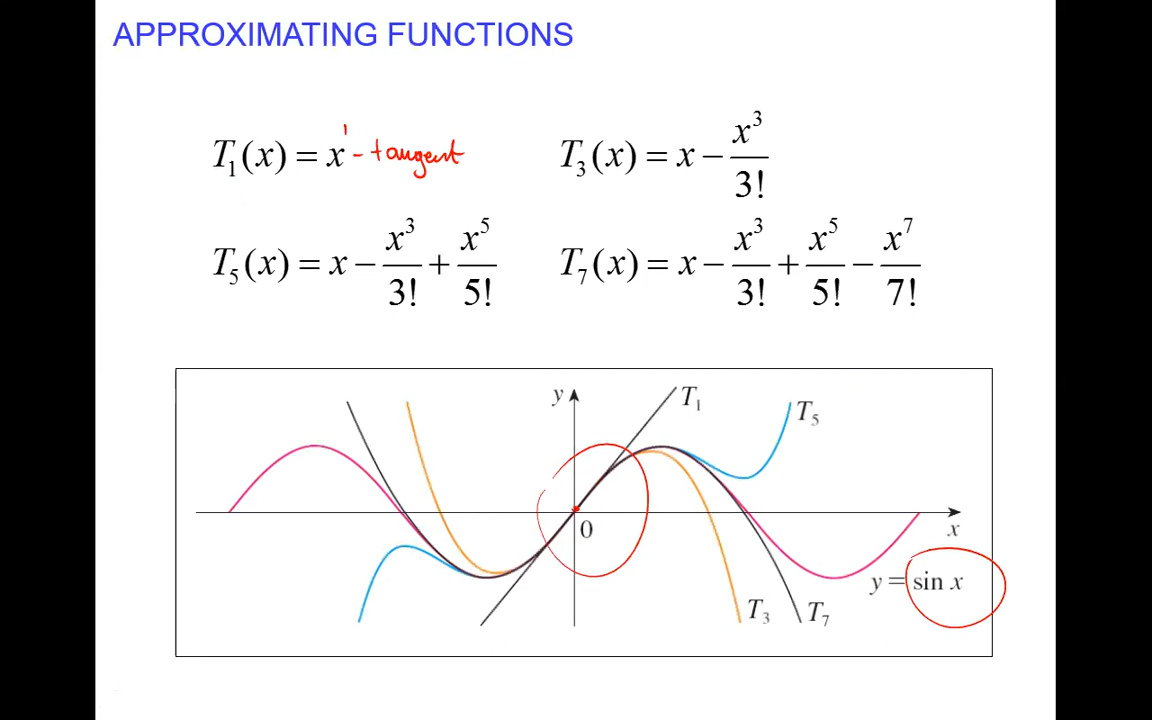 APPROXIMATING FUNCTIONS
T₁(x) = x¹ - tangent
T₃(x) = x − x³/3!
T₅(x) = x − x³/3! + x⁵/5!
T₇(x) = x − x³/3! + x⁵/5! − x⁷/7!
y
T₁
T₅
0
x
y = sin x
T₃
T₇